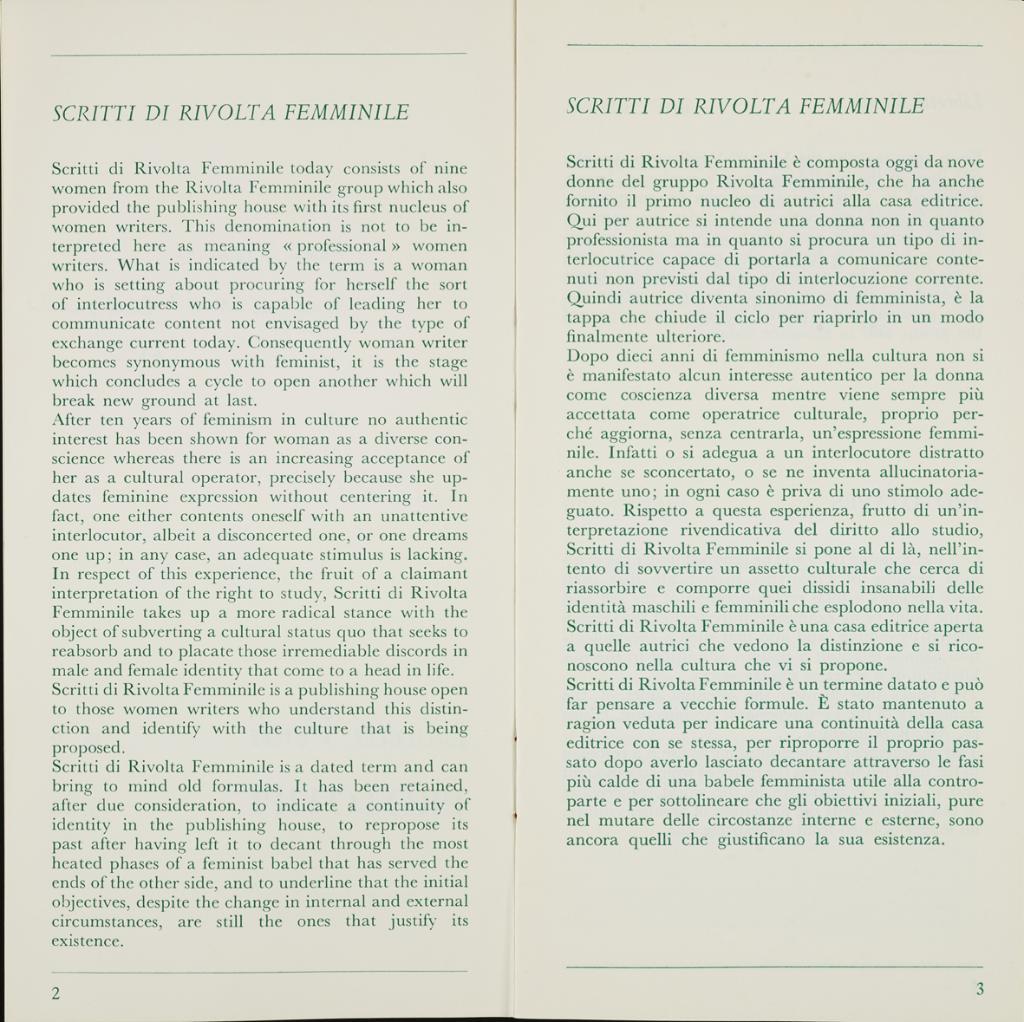 SCRITTI DI RIVOLTA FEMMINILE
Scritti di Rivolta Femminile today consists of nine
women from the Rivolta Femminile group which also
provided the publishing house with its first nucleus of
women writers. This denomination is not to be in-
terpreted here as meaning « professional » women
writers. What is indicated by the term is a woman
who is setting about procuring for herself the sort
of interlocutress who is capable of leading her to
communicate content not envisaged by the type of
exchange current today. Consequently woman writer
becomes synonymous with feminist, it is the stage
which concludes a cycle to open another which will
break new ground at last.
After ten years of feminism in culture no authentic
interest has been shown for woman as a diverse con-
science whereas there is an increasing acceptance of
her as a cultural operator, precisely because she up-
dates feminine expression without centering it. In
fact, one either contents oneself with an unattentive
interlocutor, albeit a disconcerted one, or one dreams
one up; in any case, an adequate stimulus is lacking.
In respect of this experience, the fruit of a claimant
interpretation of the right to study, Scritti di Rivolta
Femminile takes up a more radical stance with the
object of subverting a cultural status quo that seeks to
reabsorb and to placate those irremediable discords in
male and female identity that come to a head in life.
Scritti di Rivolta Femminile is a publishing house open
to those women writers who understand this distin-
ction and identify with the culture that is being
proposed.
Scritti di Rivolta Femminile is a dated term and can
bring to mind old formulas. It has been retained,
after due consideration, to indicate a continuity of
identity in the publishing house, to repropose its
past after having left it to decant through the most
heated phases of a feminist babel that has served the
ends of the other side, and to underline that the initial
objectives, despite the change in internal and external
circumstances, are still the ones that justify its
existence.
2
SCRITTI DI RIVOLTA FEMMINILE
Scritti di Rivolta Femminile è composta oggi da nove
donne del gruppo Rivolta Femminile, che ha anche
fornito il primo nucleo di autrici alla casa editrice.
Qui per autrice si intende una donna non in quanto
professionista ma in quanto si procura un tipo di in-
terlocutrice capace di portarla a comunicare conte-
nuti non previsti dal tipo di interlocuzione corrente.
Quindi autrice diventa sinonimo di femminista, è la
tappa che chiude il ciclo per riaprirlo in un modo
finalmente ulteriore.
Dopo dieci anni di femminismo nella cultura non si
è manifestato alcun interesse autentico per la donna
come coscienza diversa mentre viene sempre più
accettata come operatrice culturale, proprio per-
ché aggiorna, senza centrarla, un'espressione femmi-
nile. Infatti o si adegua a un interlocutore distratto
anche se sconcertato, o se ne inventa allucinatoria-
mente uno; in ogni caso è priva di uno stimolo ade-
guato. Rispetto a questa esperienza, frutto di un'in-
terpretazione rivendicativa del diritto allo studio,
Scritti di Rivolta Femminile si pone al di là, nell'in-
tento di sovvertire un assetto culturale che cerca di
riassorbire e comporre quei dissidi insanabili delle
identità maschili e femminili che esplodono nella vita.
Scritti di Rivolta Femminile è una casa editrice aperta
a quelle autrici che vedono la distinzione e si rico-
noscono nella cultura che vi si propone.
Scritti di Rivolta Femminile è un termine datato e può
far pensare a vecchie formule. È stato mantenuto a
ragion veduta per indicare una continuità della casa
editrice con se stessa, per riproporre il proprio pas-
sato dopo averlo lasciato decantare attraverso le fasi
più calde di una babele femminista utile alla contro-
parte e per sottolineare che gli obiettivi iniziali, pure
nel mutare delle circostanze interne e esterne, sono
ancora quelli che giustificano la sua esistenza.
3